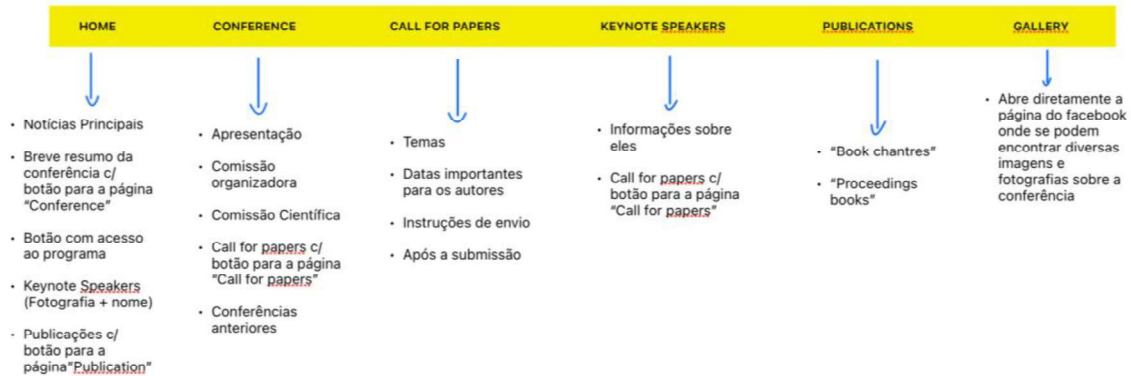 HOME
CONFERENCE
CALL FOR PAPERS
KEYNOTE SPEAKERS
PUBLICATIONS
GALLERY
• Notícias Principais
• Breve resumo da
conferência c/
botão para a página
“Conference”
• Botão com acesso
ao programa
• Keynote Speakers
(Fotografia + nome)
• Publicações c/
botão para a
página“Publication”
• Apresentação
• Comissão
organizadora
• Comissão Científica
• Call for papers c/
botão para a página
“Call for papers”
• Conferências
anteriores
• Temas
• Datas importantes
para os autores
• Instruções de envio
• Após a submissão
• Informações sobre
eles
• Call for papers c/
botão para a página
“Call for papers”
• “Book chantres”
• “Proceedings
books”
• Abre diretamente a
página do facebook
onde se podem
encontrar diversas
imagens e
fotografias sobre a
conferência